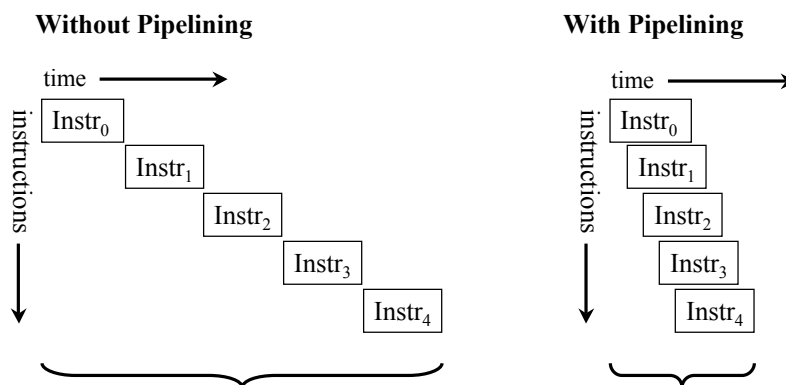 Without Pipelining
time
instructions
Instr₀
Instr₁
Instr₂
Instr₃
Instr₄
With Pipelining
time
instructions
Instr₀
Instr₁
Instr₂
Instr₃
Instr₄